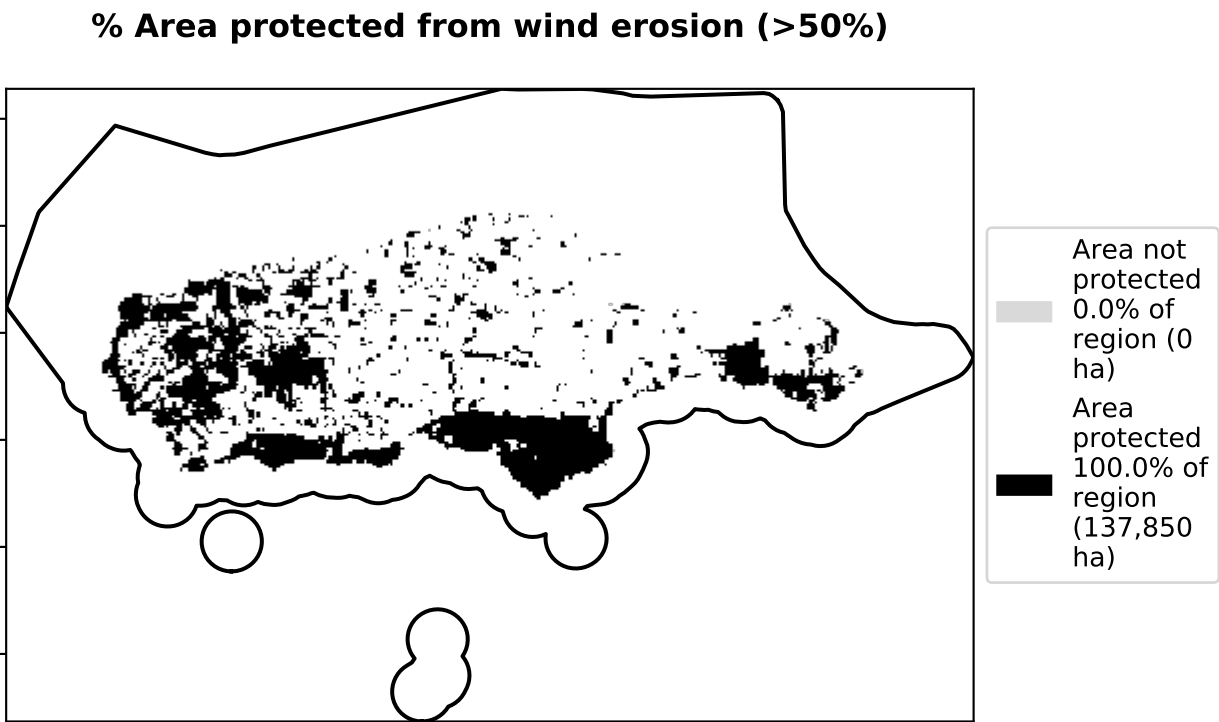 % Area protected from wind erosion (>50%)
Area not
protected
0.0% of
region (0
ha)
Area
protected
100.0% of
region
(137,850
ha)